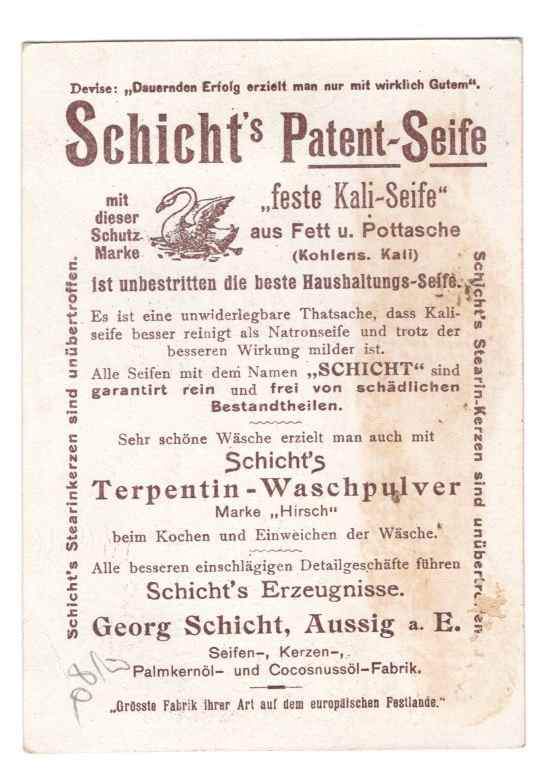 Devise: „Dauernden Erfolg erzielt man nur mit wirklich Gutem“.
Schicht's Patent-Seife
mit
dieser
Schutz-
Marke
„feste Kali-Seife“
aus Fett u. Pottasche
(Kohlens. Kali)
ist unbestritten die beste Haushaltungs-Seife.
Es ist eine unwiderlegbare Thatsache, dass Kali-
seife besser reinigt als Natronseife und trotz der
besseren Wirkung milder ist.
Alle Seifen mit dem Namen „SCHICHT“ sind
garantirt rein und frei von schädlichen
Bestandtheilen.
Sehr schöne Wäsche erzielt man auch mit
Schicht's
Terpentin-Waschpulver
Marke „Hirsch“
beim Kochen und Einweichen der Wäsche.
Alle besseren einschlägigen Detailgeschäfte führen
Schicht's Erzeugnisse.
Georg Schicht, Aussig a. E.
Seifen-, Kerzen-,
Palmkernöl- und Cocosnussöl-Fabrik.
„Grösste Fabrik ihrer Art auf dem europäischen Festlande.“
Schicht's Stearinkerzen sind unübertroffen.
Schicht's Stearin-Kerzen sind